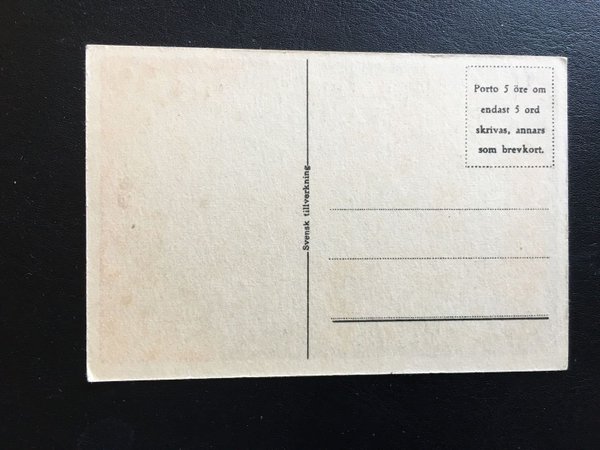 Porto 5 öre om
endast 5 ord
skrivas, annars
som brevkort.
Svensk tillverkning